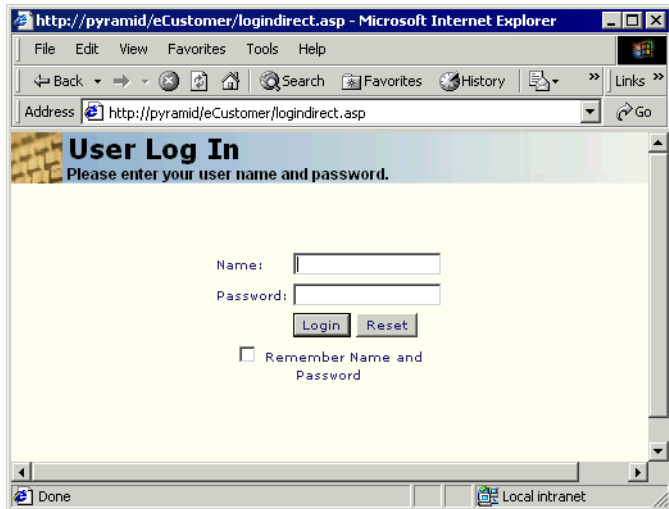 http://pyramid/eCustomer/logindirect.asp - Microsoft Internet Explorer
File Edit View Favorites Tools Help
Back Search Favorites History » Links »
Address http://pyramid/eCustomer/logindirect.asp Go
User Log In
Please enter your user name and password.
Name:
Password:
Login Reset
Remember Name and
Password
Done Local intranet